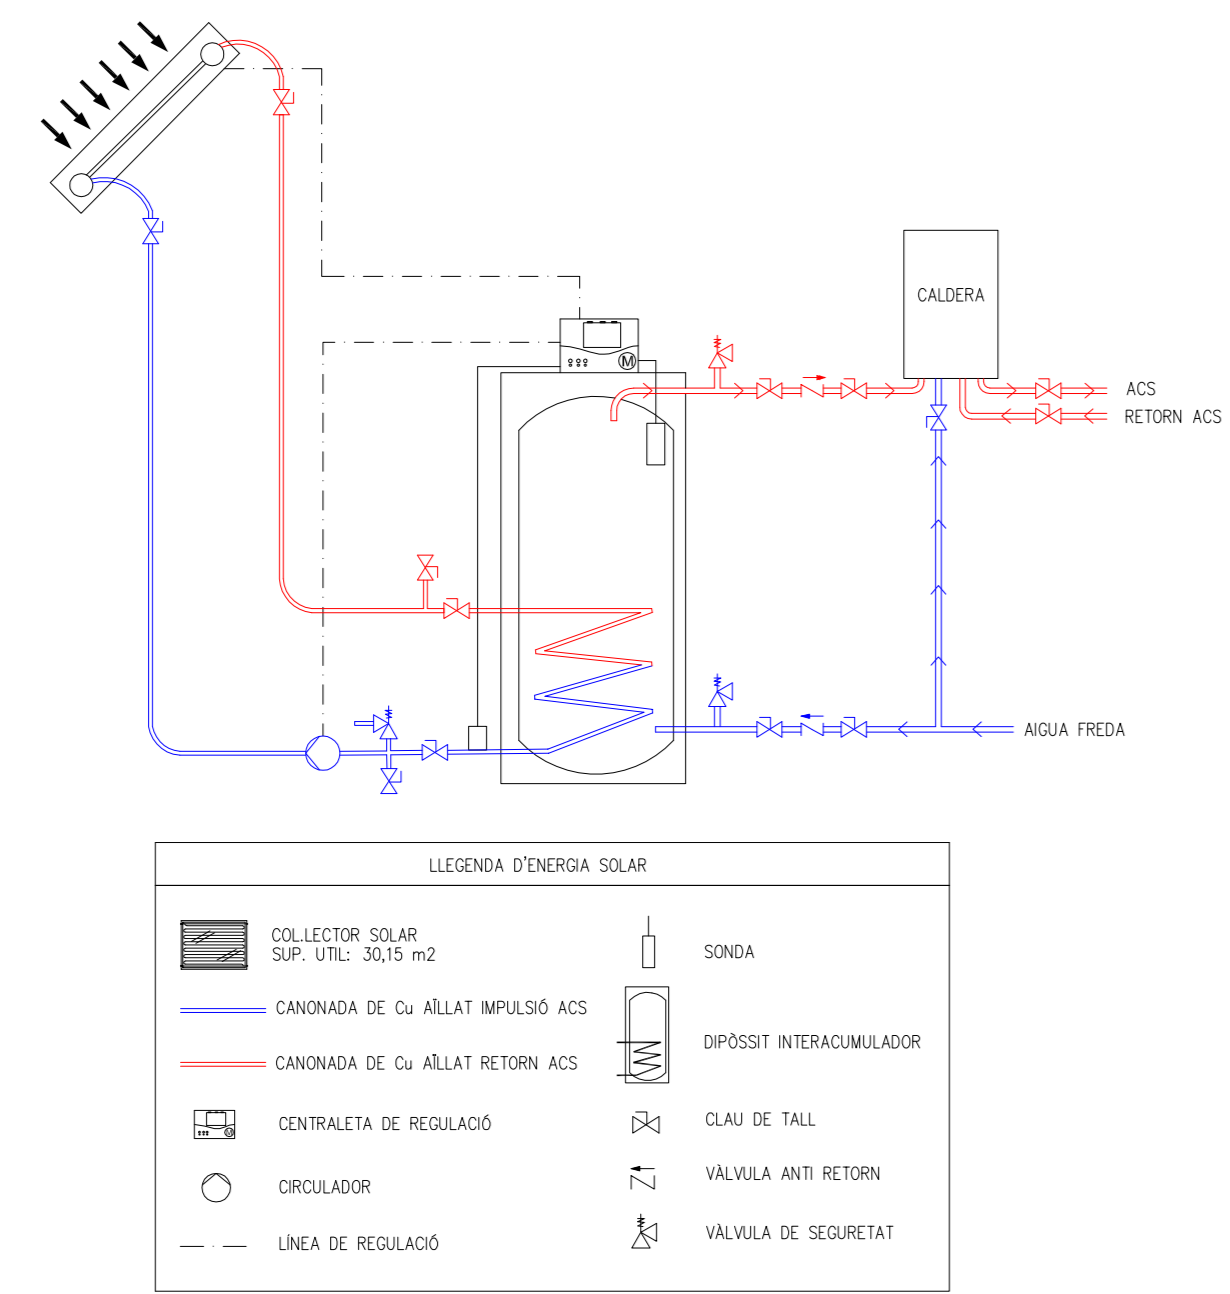 CALDERA
M
ACS
RETORN ACS
AIGUA FREDA
LLEGENDA D'ENERGIA SOLAR
COL.LECTOR SOLAR
SUP. UTIL: 30,15 m2
CANONADA DE Cu AÏLLAT IMPULSIÓ ACS
CANONADA DE Cu AÏLLAT RETORN ACS
M
CENTRALETA DE REGULACIÓ
CIRCULADOR
LÍNEA DE REGULACIÓ
SONDA
DIPÒSSIT INTERACUMULADOR
CLAU DE TALL
VÀLVULA ANTI RETORN
VÀLVULA DE SEGURETAT